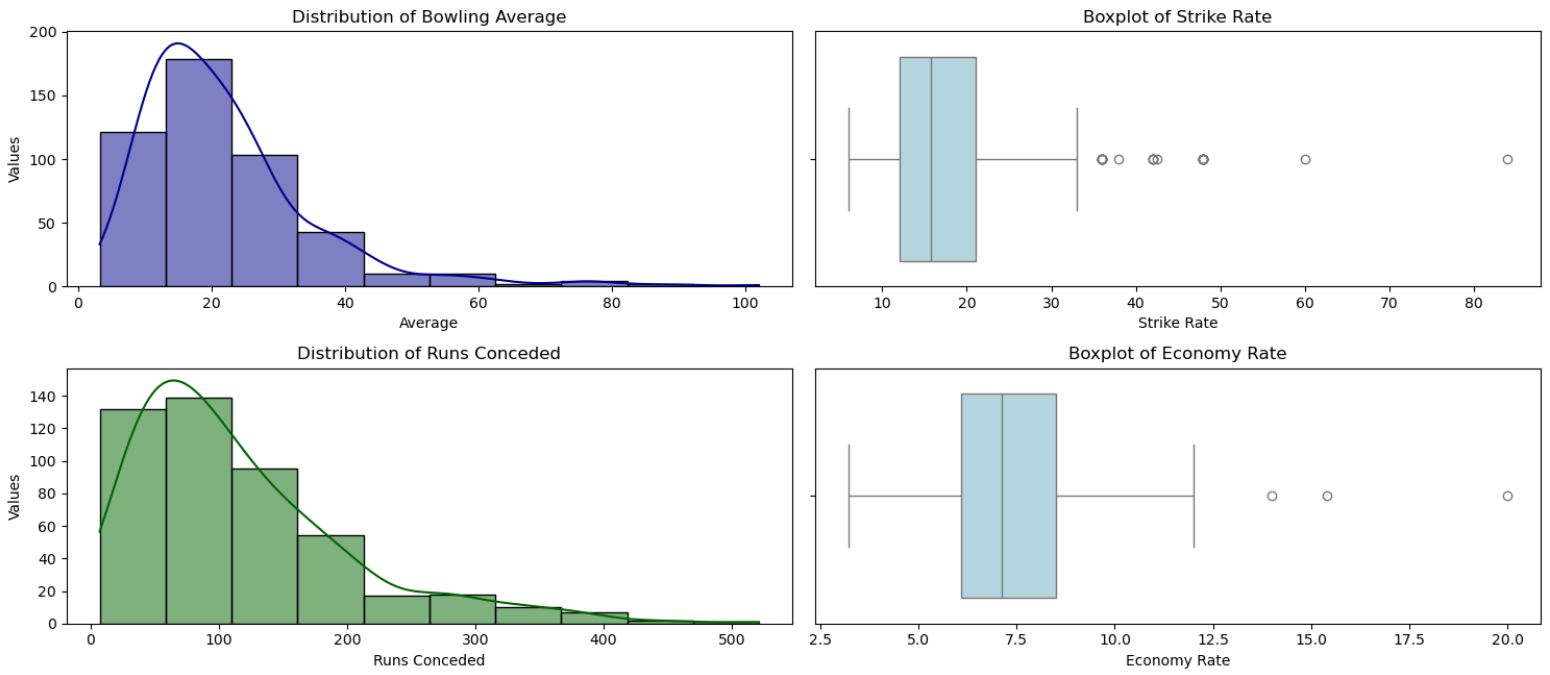 Distribution of Bowling Average
Values
200
150
100
50
0
0 20 40 60 80 100
Average
Boxplot of Strike Rate
10 20 30 40 50 60 70 80
Strike Rate
Distribution of Runs Conceded
Values
140
120
100
80
60
40
20
0
0 100 200 300 400 500
Runs Conceded
Boxplot of Economy Rate
2.5 5.0 7.5 10.0 12.5 15.0 17.5 20.0
Economy Rate